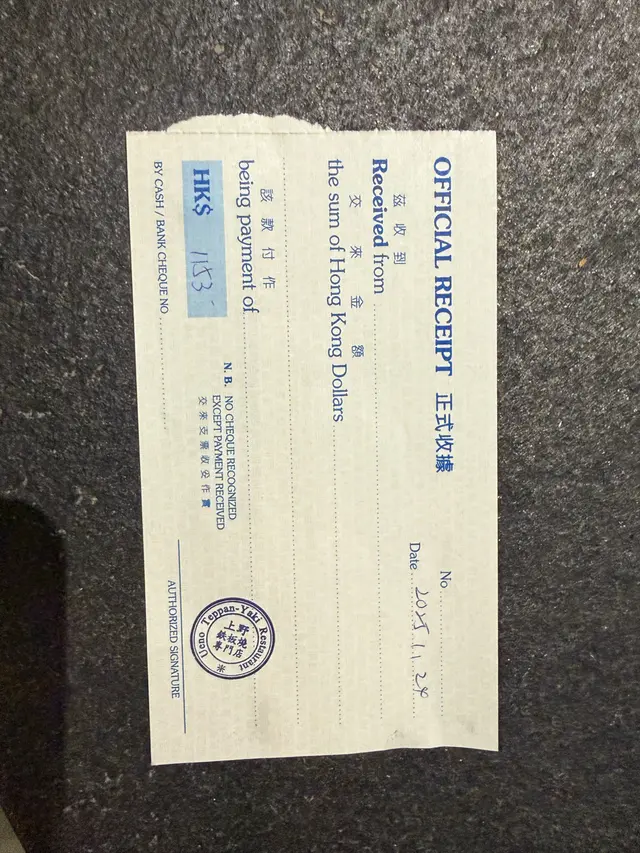 OFFICIAL RECEIPT 正式收據
No
Date 2025.1.24
茲收到
Received from
交來金額
the sum of Hong Kong Dollars
該款付作
being payment of
HK$ 1153-
N. B. NO CHEQUE RECOGNIZED
EXCEPT PAYMENT RECEIVED
交來支票收妥作實
BY CASH / BANK CHEQUE NO
Ueno Teppan-Yaki Restaurant
上野
鉄板焼
專門店
AUTHORIZED SIGNATURE